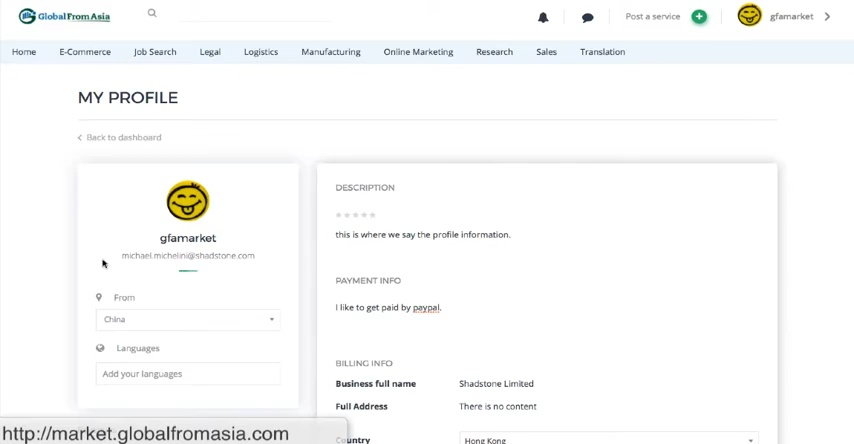 GlobalFromAsia
Post a service
gfamarket
Home E-Commerce Job Search Legal Logistics Manufacturing Online Marketing Research Sales Translation
MY PROFILE
Back to dashboard
gfamarket
michael.michelini@shadstone.com
From
China
Languages
Add your languages
DESCRIPTION
this is where we say the profile information.
PAYMENT INFO
I like to get paid by paypal.
BILLING INFO
Business full name Shadstone Limited
Full Address There is no content
Country Hong Kong
http://market.globalfromasia.com